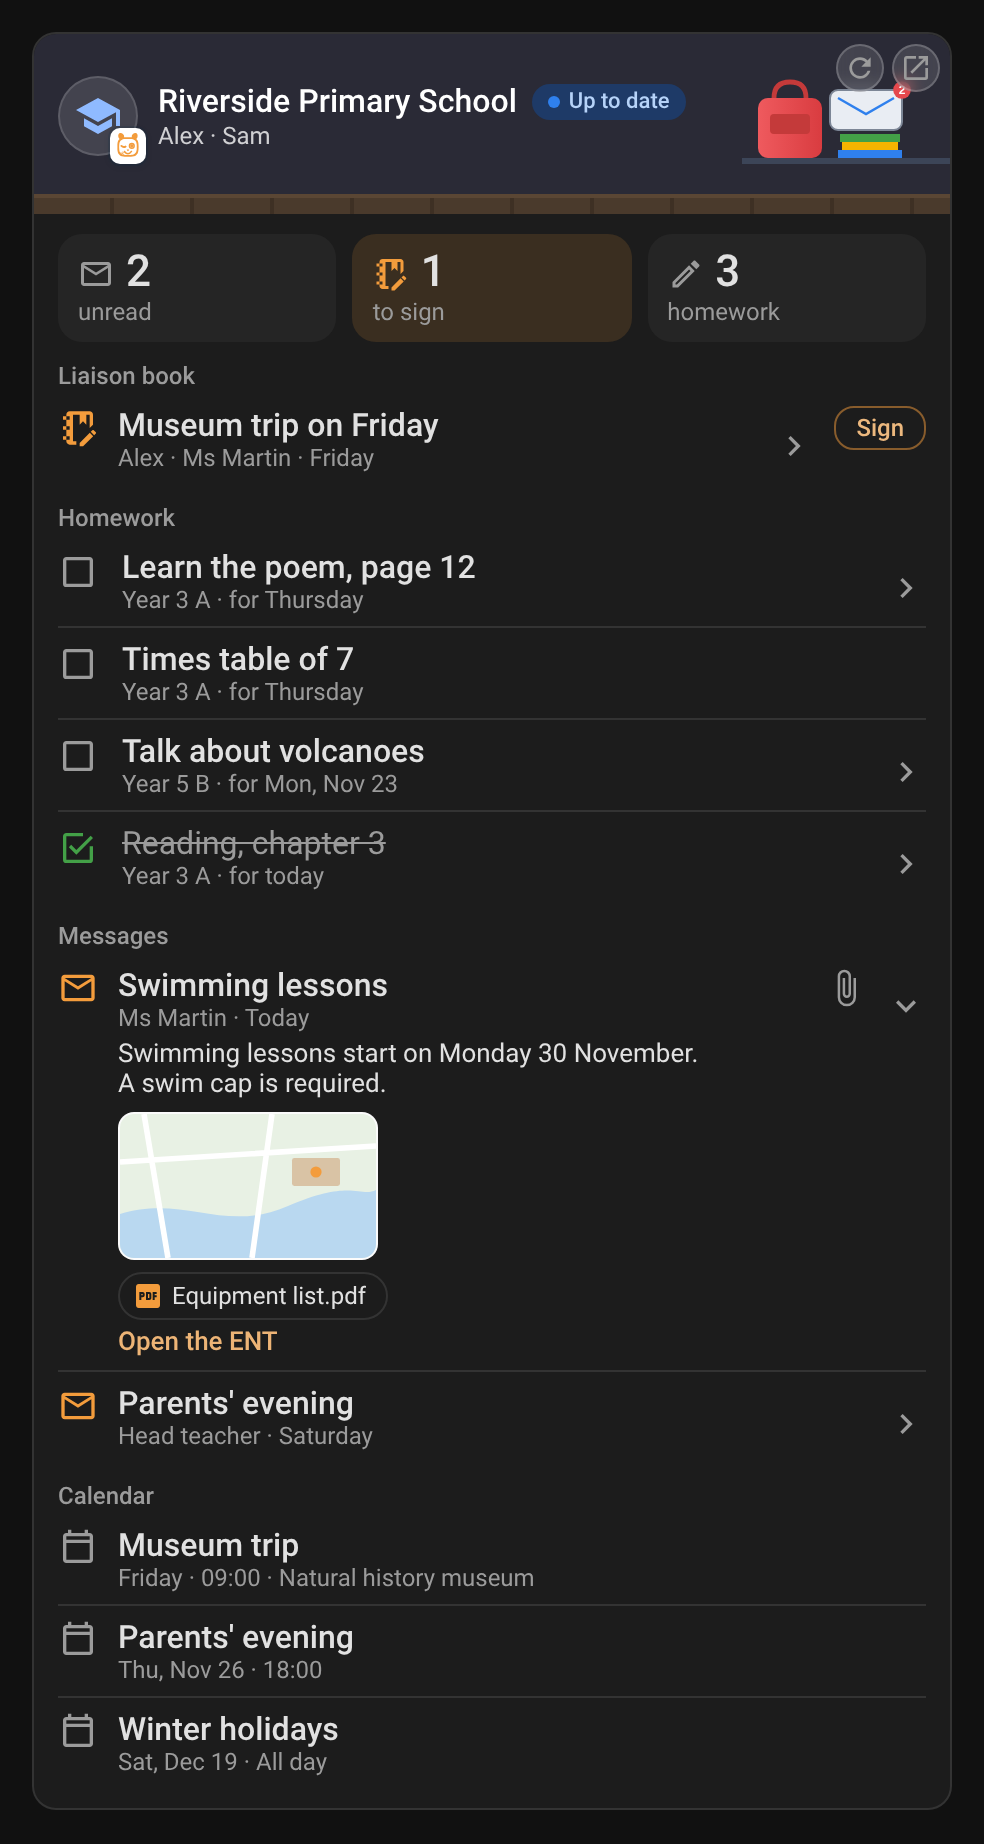 Riverside Primary School
Up to date
Alex · Sam
2
2
unread
1
to sign
3
homework
Liaison book
Museum trip on Friday
Alex · Ms Martin · Friday
Sign
Homework
Learn the poem, page 12
Year 3 A · for Thursday
Times table of 7
Year 3 A · for Thursday
Talk about volcanoes
Year 5 B · for Mon, Nov 23
Reading, chapter 3
Year 3 A · for today
Messages
Swimming lessons
Ms Martin · Today
Swimming lessons start on Monday 30 November.
A swim cap is required.
PDF Equipment list.pdf
Open the ENT
Parents' evening
Head teacher · Saturday
Calendar
Museum trip
Friday · 09:00 · Natural history museum
Parents' evening
Thu, Nov 26 · 18:00
Winter holidays
Sat, Dec 19 · All day